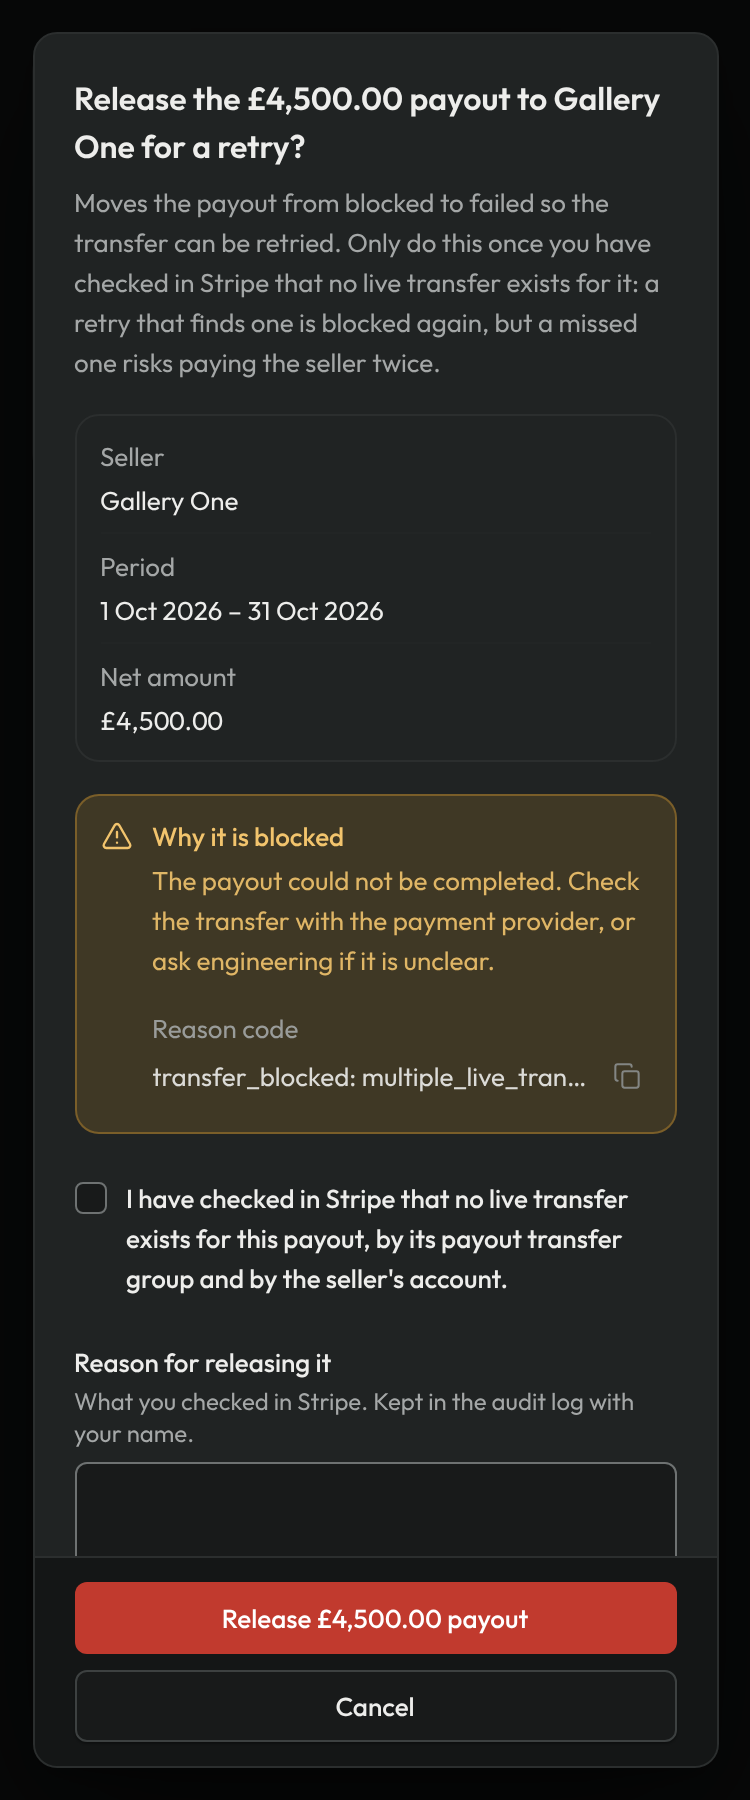 Release the £4,500.00 payout to Gallery
One for a retry?
Moves the payout from blocked to failed so the
transfer can be retried. Only do this once you have
checked in Stripe that no live transfer exists for it: a
retry that finds one is blocked again, but a missed
one risks paying the seller twice.
Seller
Gallery One
Period
1 Oct 2026 – 31 Oct 2026
Net amount
£4,500.00
Why it is blocked
The payout could not be completed. Check
the transfer with the payment provider, or
ask engineering if it is unclear.
Reason code
transfer_blocked: multiple_live_tran...
I have checked in Stripe that no live transfer
exists for this payout, by its payout transfer
group and by the seller's account.
Reason for releasing it
What you checked in Stripe. Kept in the audit log with
your name.
Release £4,500.00 payout
Cancel